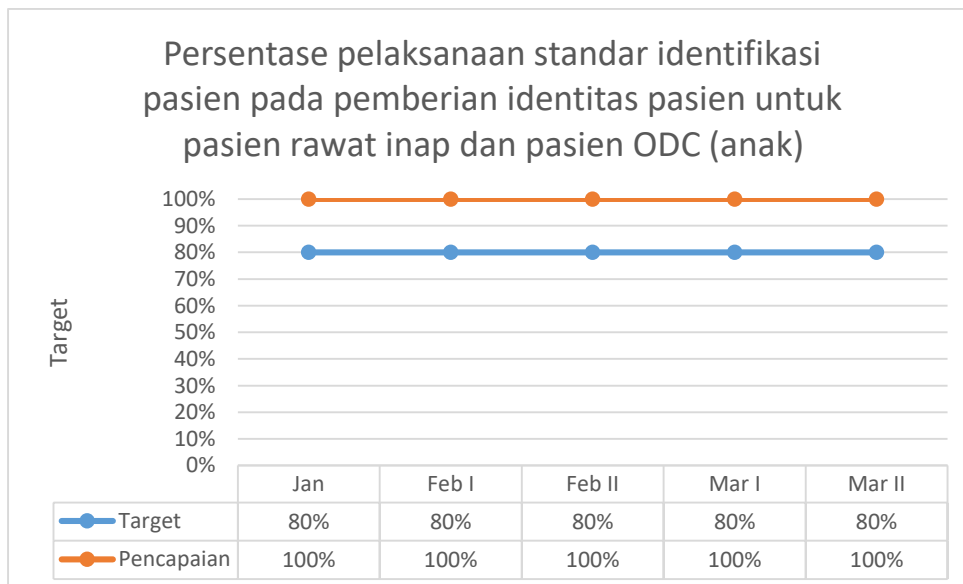 Persentase pelaksanaan standar identifikasi
pasien pada pemberian identitas pasien untuk
pasien rawat inap dan pasien ODC (anak)
Target
100%
90%
80%
70%
60%
50%
40%
30%
20%
10%
0%
Jan Feb I Feb II Mar I Mar II
Target 80% 80% 80% 80% 80%
Pencapaian 100% 100% 100% 100% 100%